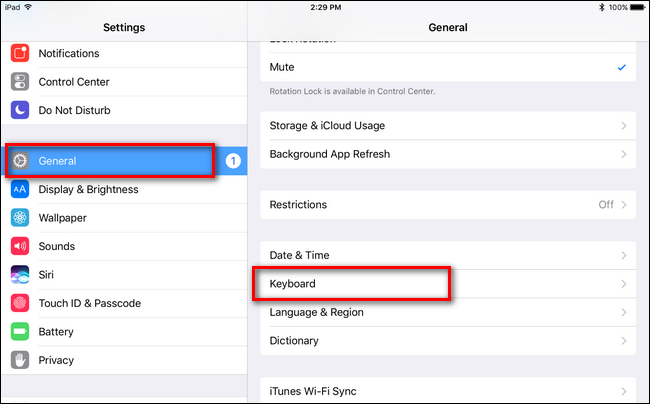 iPad 2:29 PM 100%
Settings
Notifications
Control Center
Do Not Disturb
General 1
Display & Brightness
Wallpaper
Sounds
Siri
Touch ID & Passcode
Battery
Privacy
General
Lock Rotation
Mute
Rotation Lock is available in Control Center.
Storage & iCloud Usage
Background App Refresh
Restrictions Off
Date & Time
Keyboard
Language & Region
Dictionary
iTunes Wi-Fi Sync